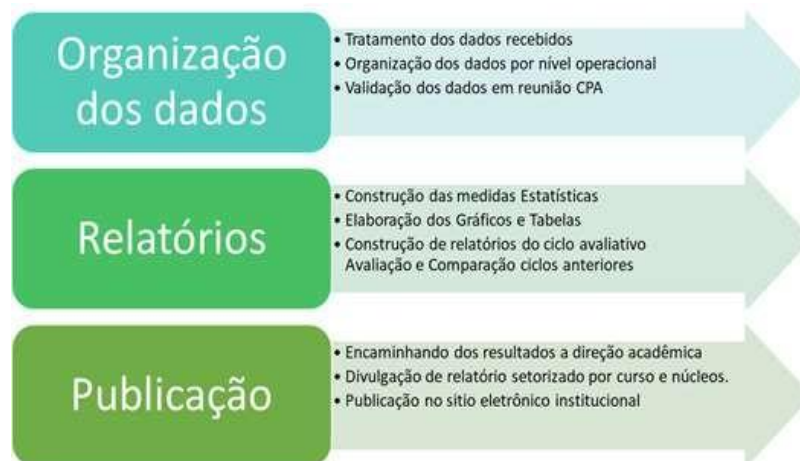 Organização
dos dados
• Tratamento dos dados recebidos
• Organização dos dados por nível operacional
• Validação dos dados em reunião CPA
Relatórios
• Construção das medidas Estatísticas
• Elaboração dos Gráficos e Tabelas
• Construção de relatórios do ciclo avaliativo
Avaliação e Comparação ciclos anteriores
Publicação
• Encaminhando dos resultados a direção acadêmica
• Divulgação de relatório setorizado por curso e núcleos.
• Publicação no sitio eletrônico institucional